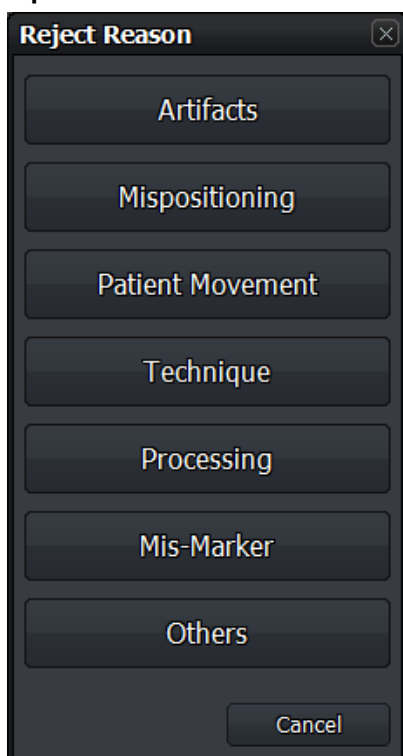 Reject Reason
Artifacts
Mispositioning
Patient Movement
Technique
Processing
Mis-Marker
Others
Cancel